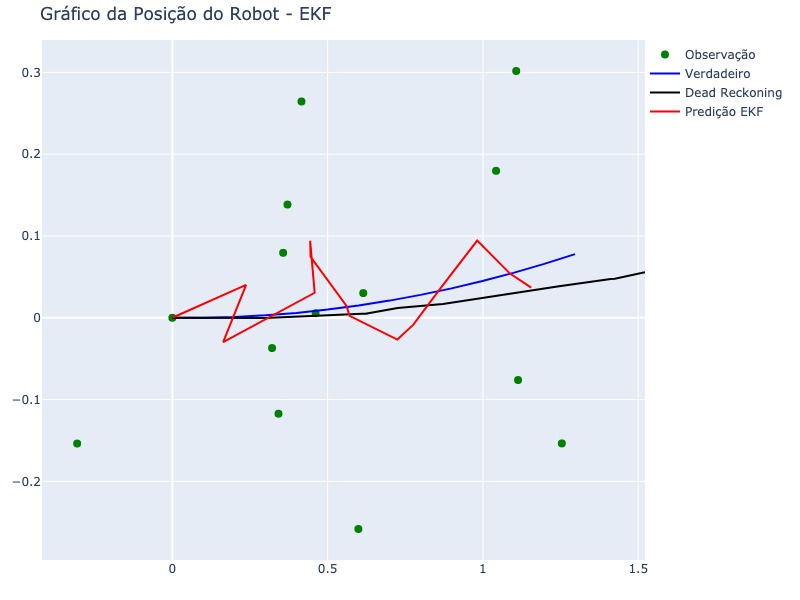 Gráfico da Posição do Robot - EKF
Observação
Verdadeiro
Dead Reckoning
Predição EKF
0.3
0.2
0.1
0
−0.1
−0.2
0
0.5
1
1.5